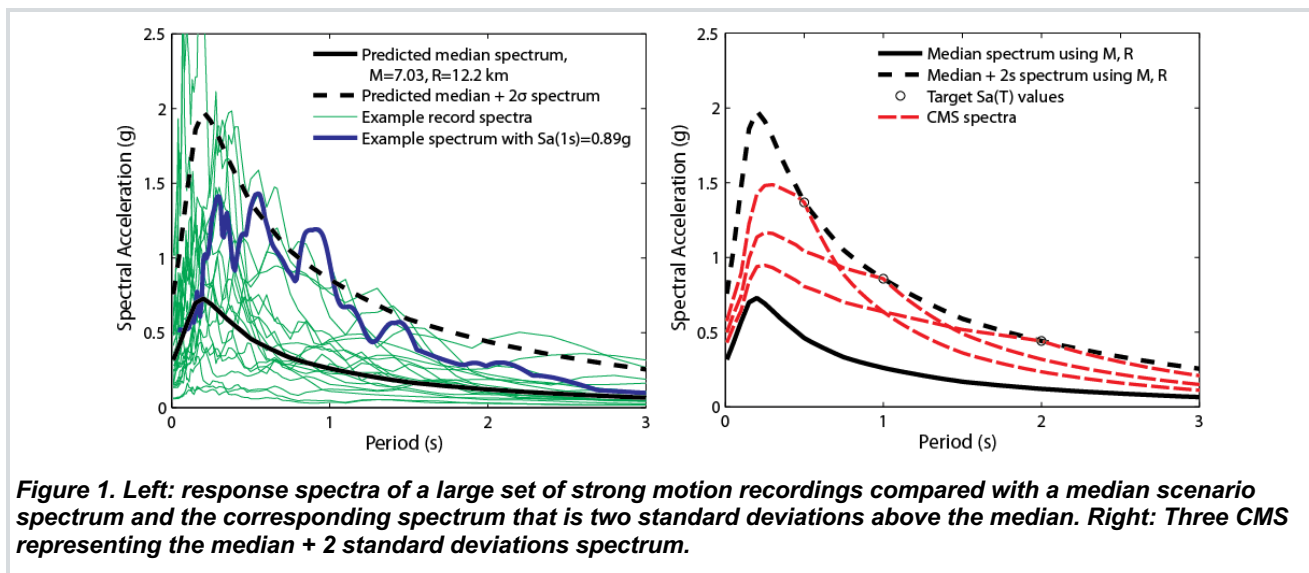 2.5
2
1.5
1
0.5
0
Spectral Acceleration (g)
Predicted median spectrum,
M=7.03, R=12.2 km
Predicted median + 2σ spectrum
Example record spectra
Example spectrum with Sa(1s)=0.89g
0
1
2
3
Period (s)
2.5
2
1.5
1
0.5
0
Spectral Acceleration (g)
Median spectrum using M, R
Median + 2s spectrum using M, R
Target Sa(T) values
CMS spectra
0
1
2
3
Period (s)
Figure 1. Left: response spectra of a large set of strong motion recordings compared with a median scenario
spectrum and the corresponding spectrum that is two standard deviations above the median. Right: Three CMS
representing the median + 2 standard deviations spectrum.